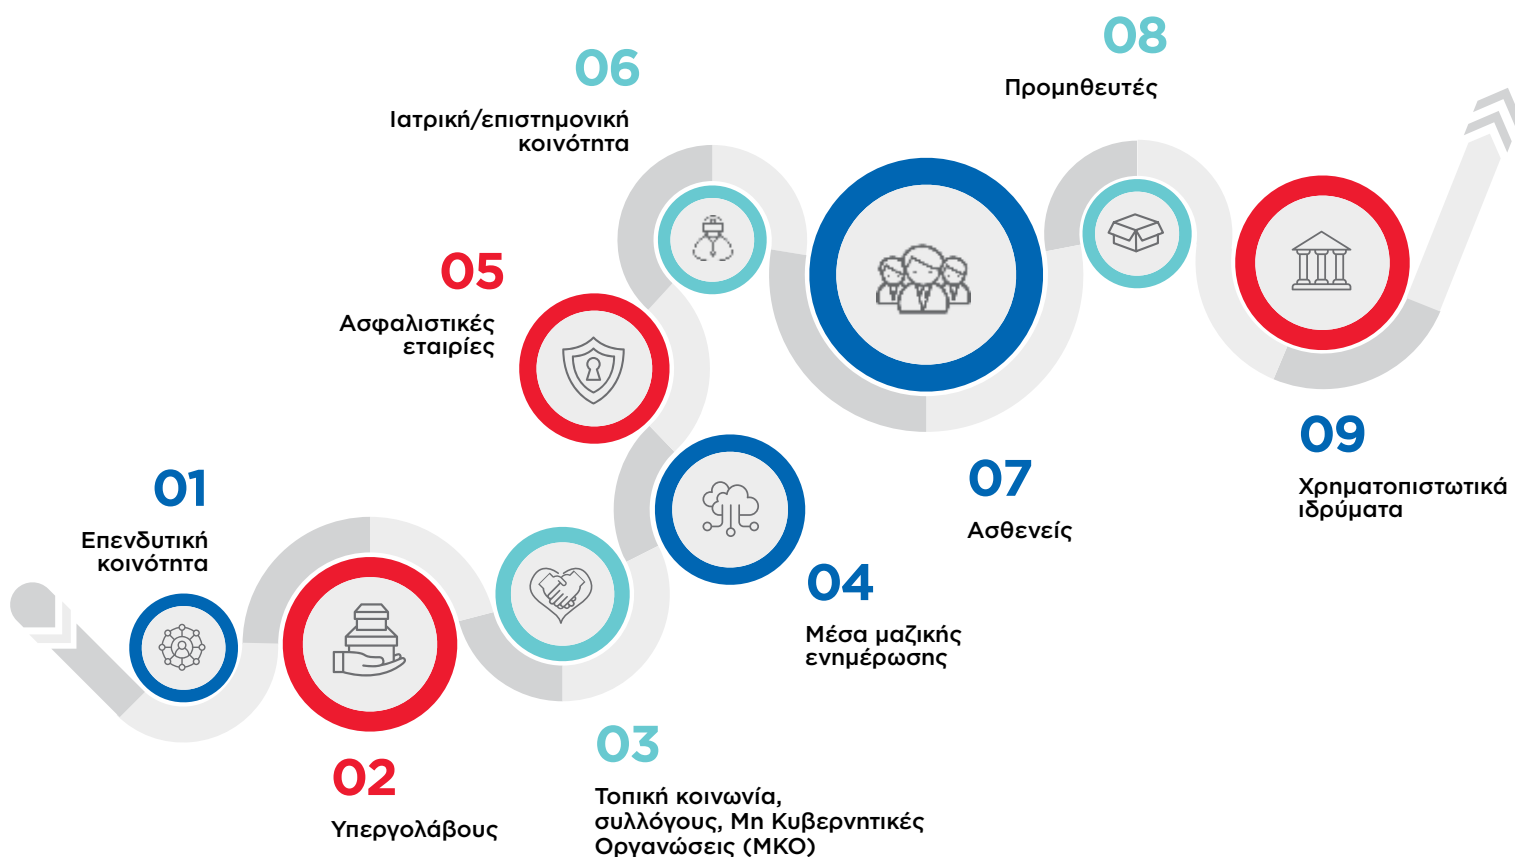 01
Επενδυτική
κοινότητα
02
Υπεργολάβους
03
Τοπική κοινωνία,
συλλόγους, Μη Κυβερνητικές
Οργανώσεις (ΜΚΟ)
04
Μέσα μαζικής
ενημέρωσης
05
Ασφαλιστικές
εταιρίες
06
Ιατρική/επιστημονική
κοινότητα
07
Ασθενείς
08
Προμηθευτές
09
Χρηματοπιστωτικά
ιδρύματα